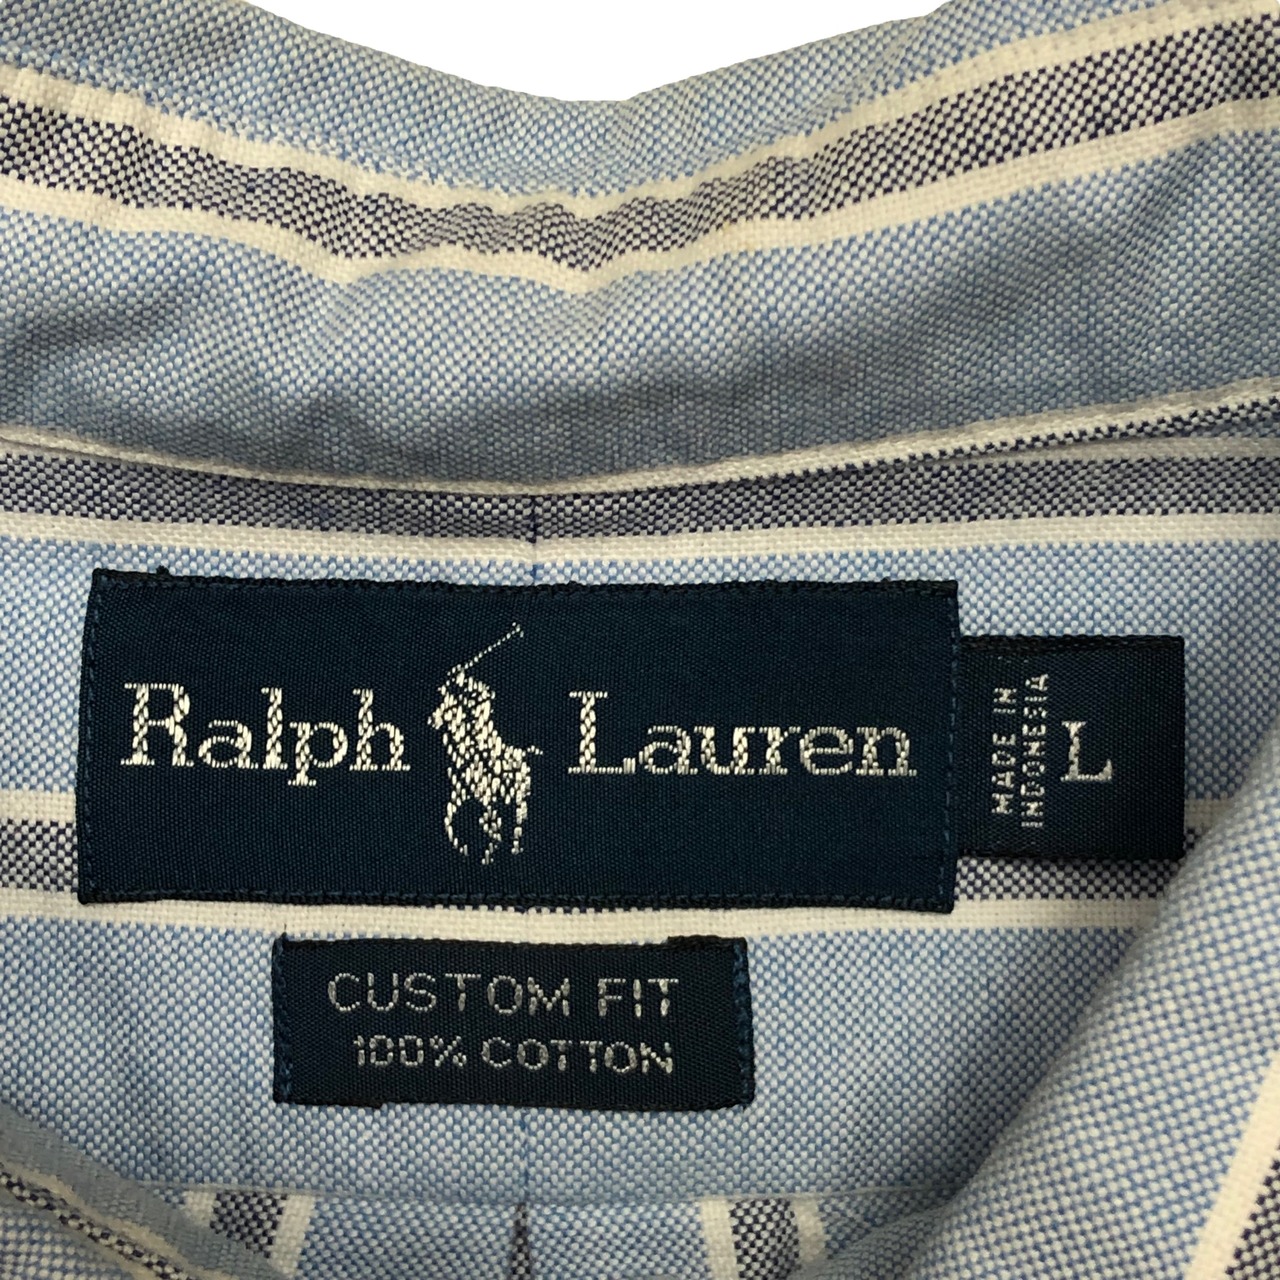 Ralph Lauren
MADE IN
INDONESIA
L
CUSTOM FIT
100% COTTON